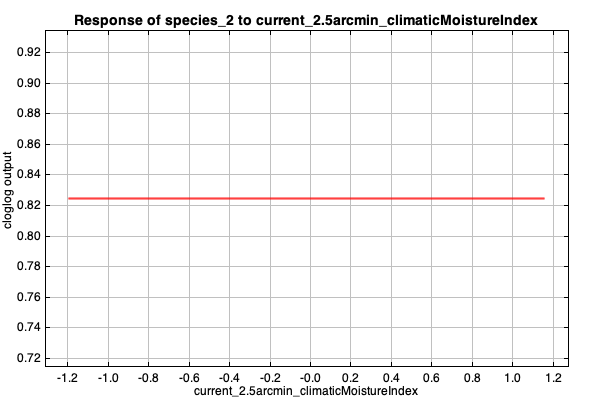 Response of species_2 to current_2.5arcmin_climaticMoistureIndex
cloglog output
0.92
0.90
0.88
0.86
0.84
0.82
0.80
0.78
0.76
0.74
0.72
-1.2 -1.0 -0.8 -0.6 -0.4 -0.2 -0.0 0.2 0.4 0.6 0.8 1.0 1.2
current_2.5arcmin_climaticMoistureIndex